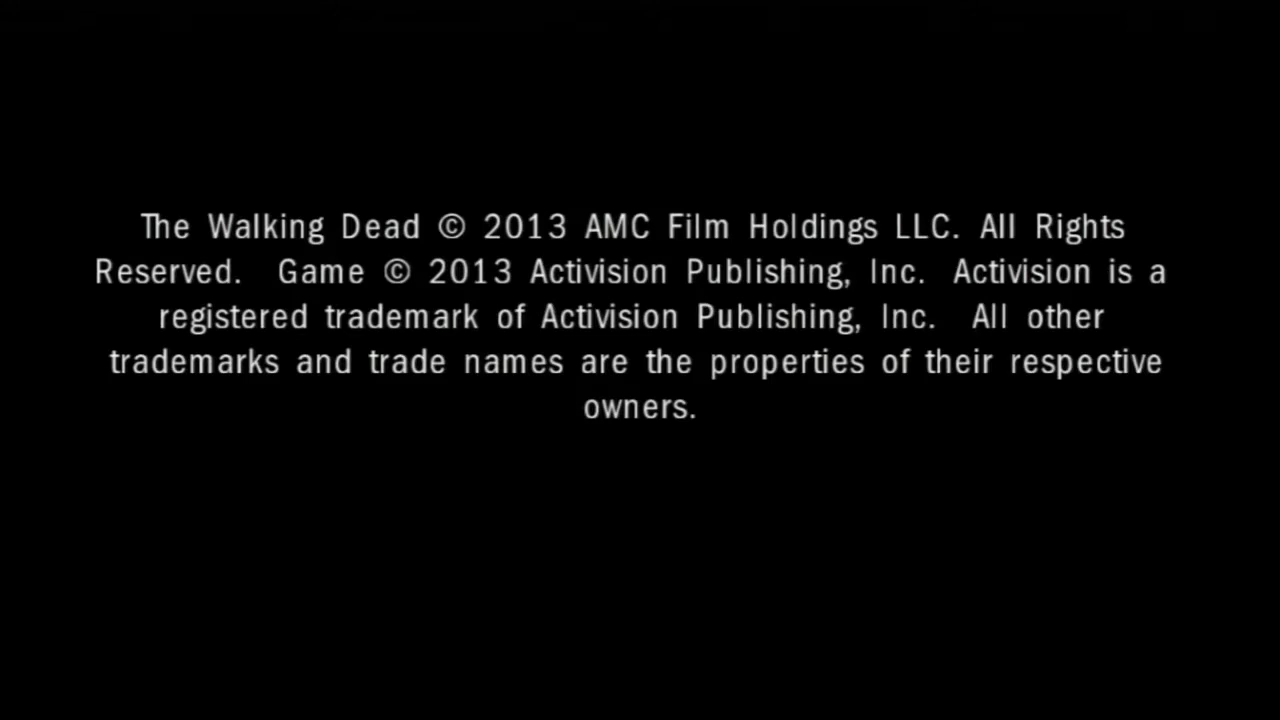 The Walking Dead © 2013 AMC Film Holdings LLC. All Rights
Reserved. Game © 2013 Activision Publishing, Inc. Activision is a
registered trademark of Activision Publishing, Inc. All other
trademarks and trade names are the properties of their respective
owners.